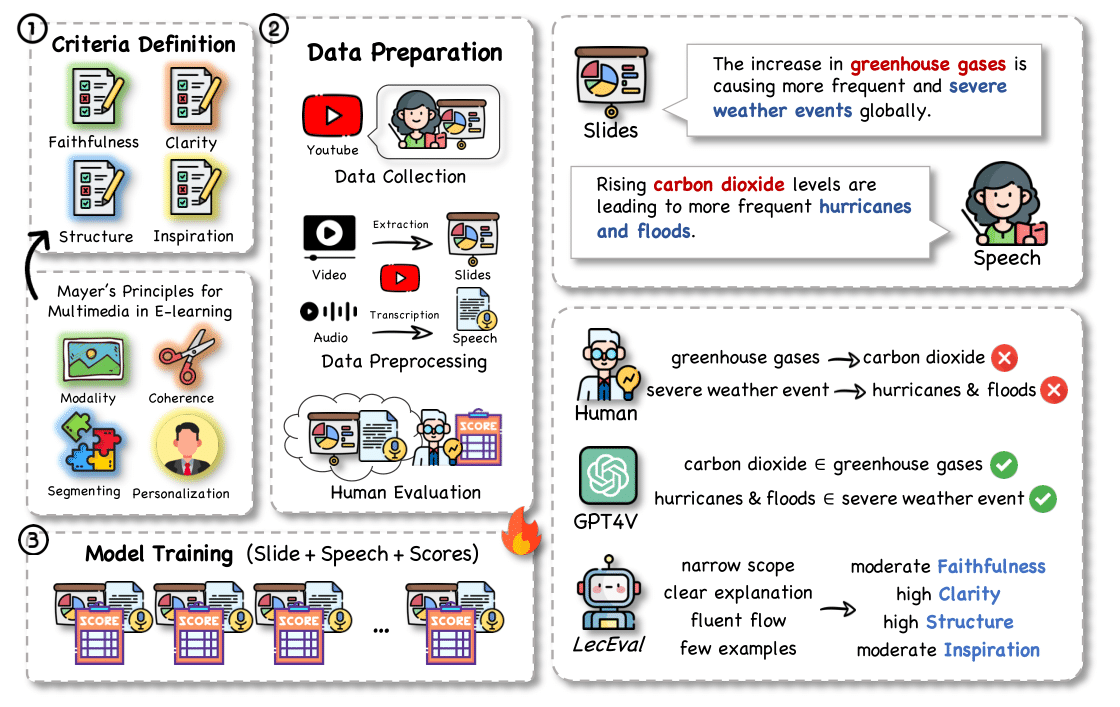 1
Criteria Definition
Faithfulness
Clarity
Structure
Inspiration
Mayer's Principles for
Multimedia in E-learning
Modality
Coherence
Segmenting
Personalization
2
Data Preparation
Youtube
Data Collection
Extraction
Video
Slides
Transcription
Audio
Speech
Data Preprocessing
SCORE
Human Evaluation
3
Model Training (Slide + Speech + Scores)
SCORE
SCORE
SCORE
...
SCORE
Slides
The increase in greenhouse gases is
causing more frequent and severe
weather events globally.
Rising carbon dioxide levels are
leading to more frequent hurricanes
and floods.
Speech
Human
greenhouse gases → carbon dioxide
severe weather event → hurricanes & floods
GPT4V
carbon dioxide ∈ greenhouse gases
hurricanes & floods ∈ severe weather event
LecEval
narrow scope
clear explanation
fluent flow
few examples
moderate Faithfulness
high Clarity
high Structure
moderate Inspiration